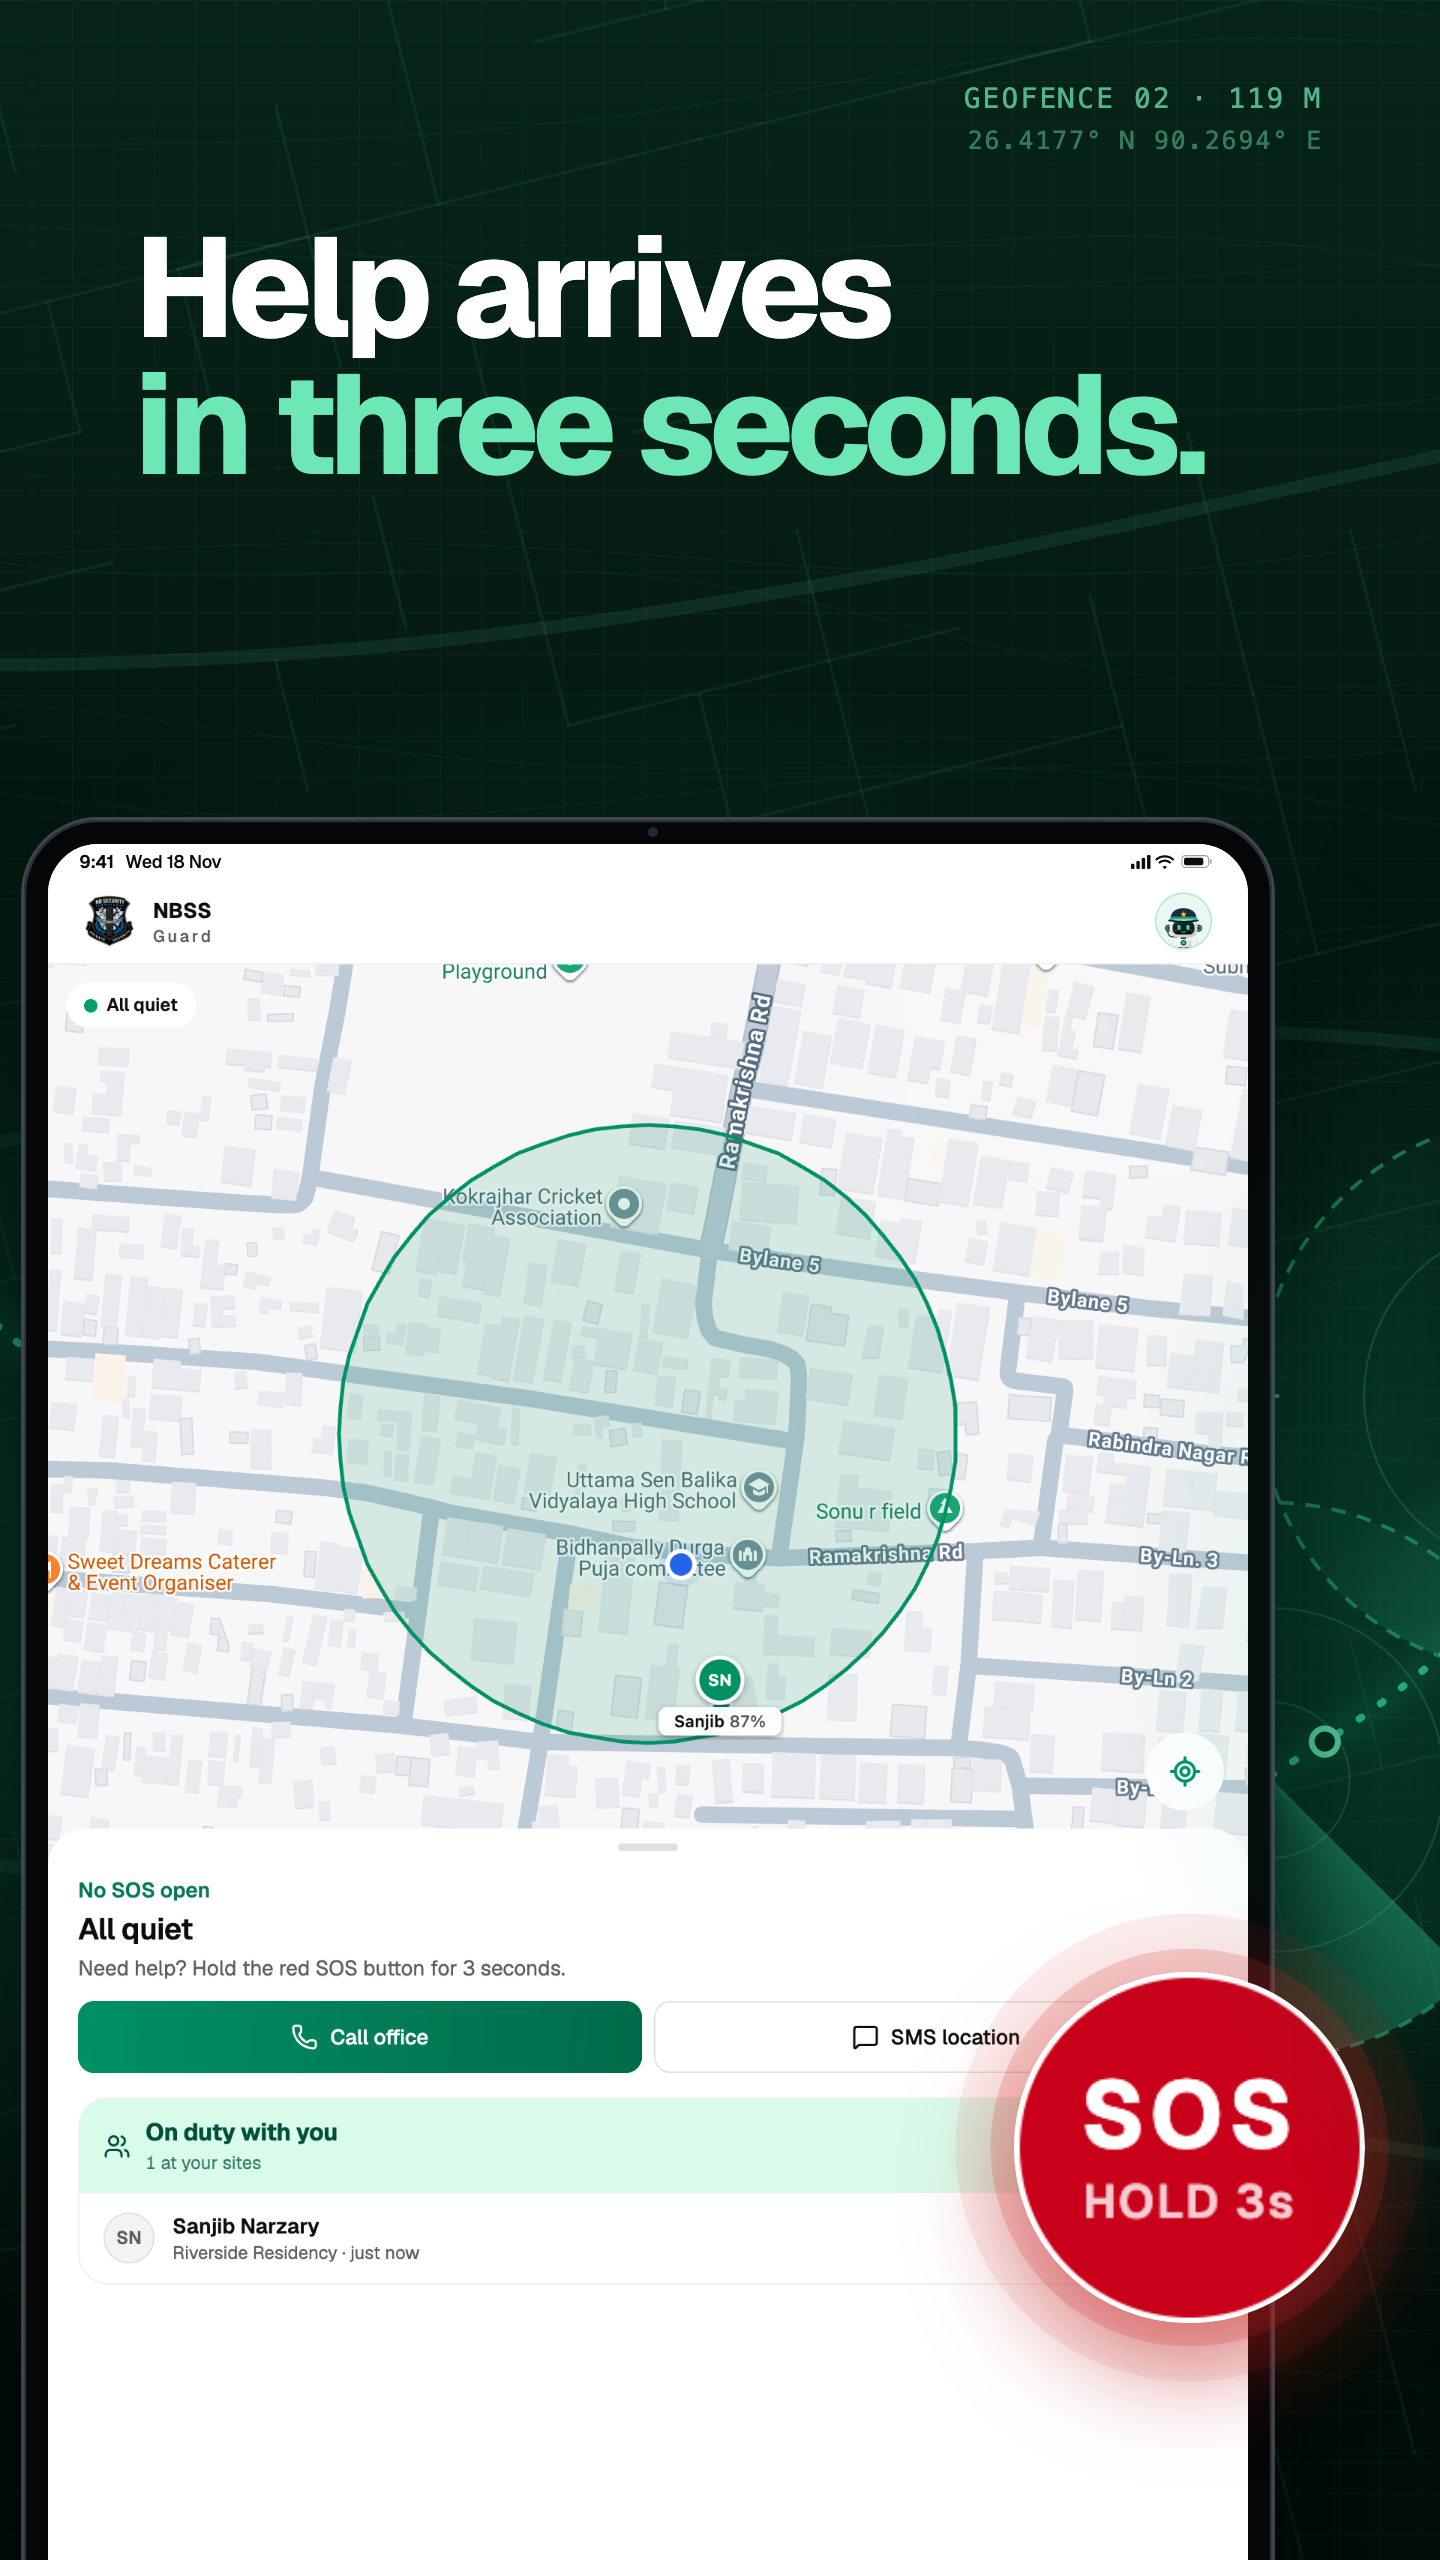 GEOFENCE 02 · 119 M
26.4177° N 90.2694° E
Help arrives
in three seconds.
9:41 Wed 18 Nov
NBSS
Guard
Playground
All quiet
Ramakrishna Rd
Kokrajhar Cricket
Association
Bylane 5
Bylane 5
Rabindra Nagar
Uttama Sen Balika
Vidyalaya High School
Sonu r field
Bidhanpally Durga
Puja
Ramakrishna Rd
By-Ln. 3
Sweet Dreams Caterer
& Event Organiser
SN
By-Ln 2
Sanjib 87%
By-
No SOS open
All quiet
Need help? Hold the red SOS button for 3 seconds.
Call office
SMS location
SOS
HOLD 3s
On duty with you
1 at your sites
SN
Sanjib Narzary
Riverside Residency · just now